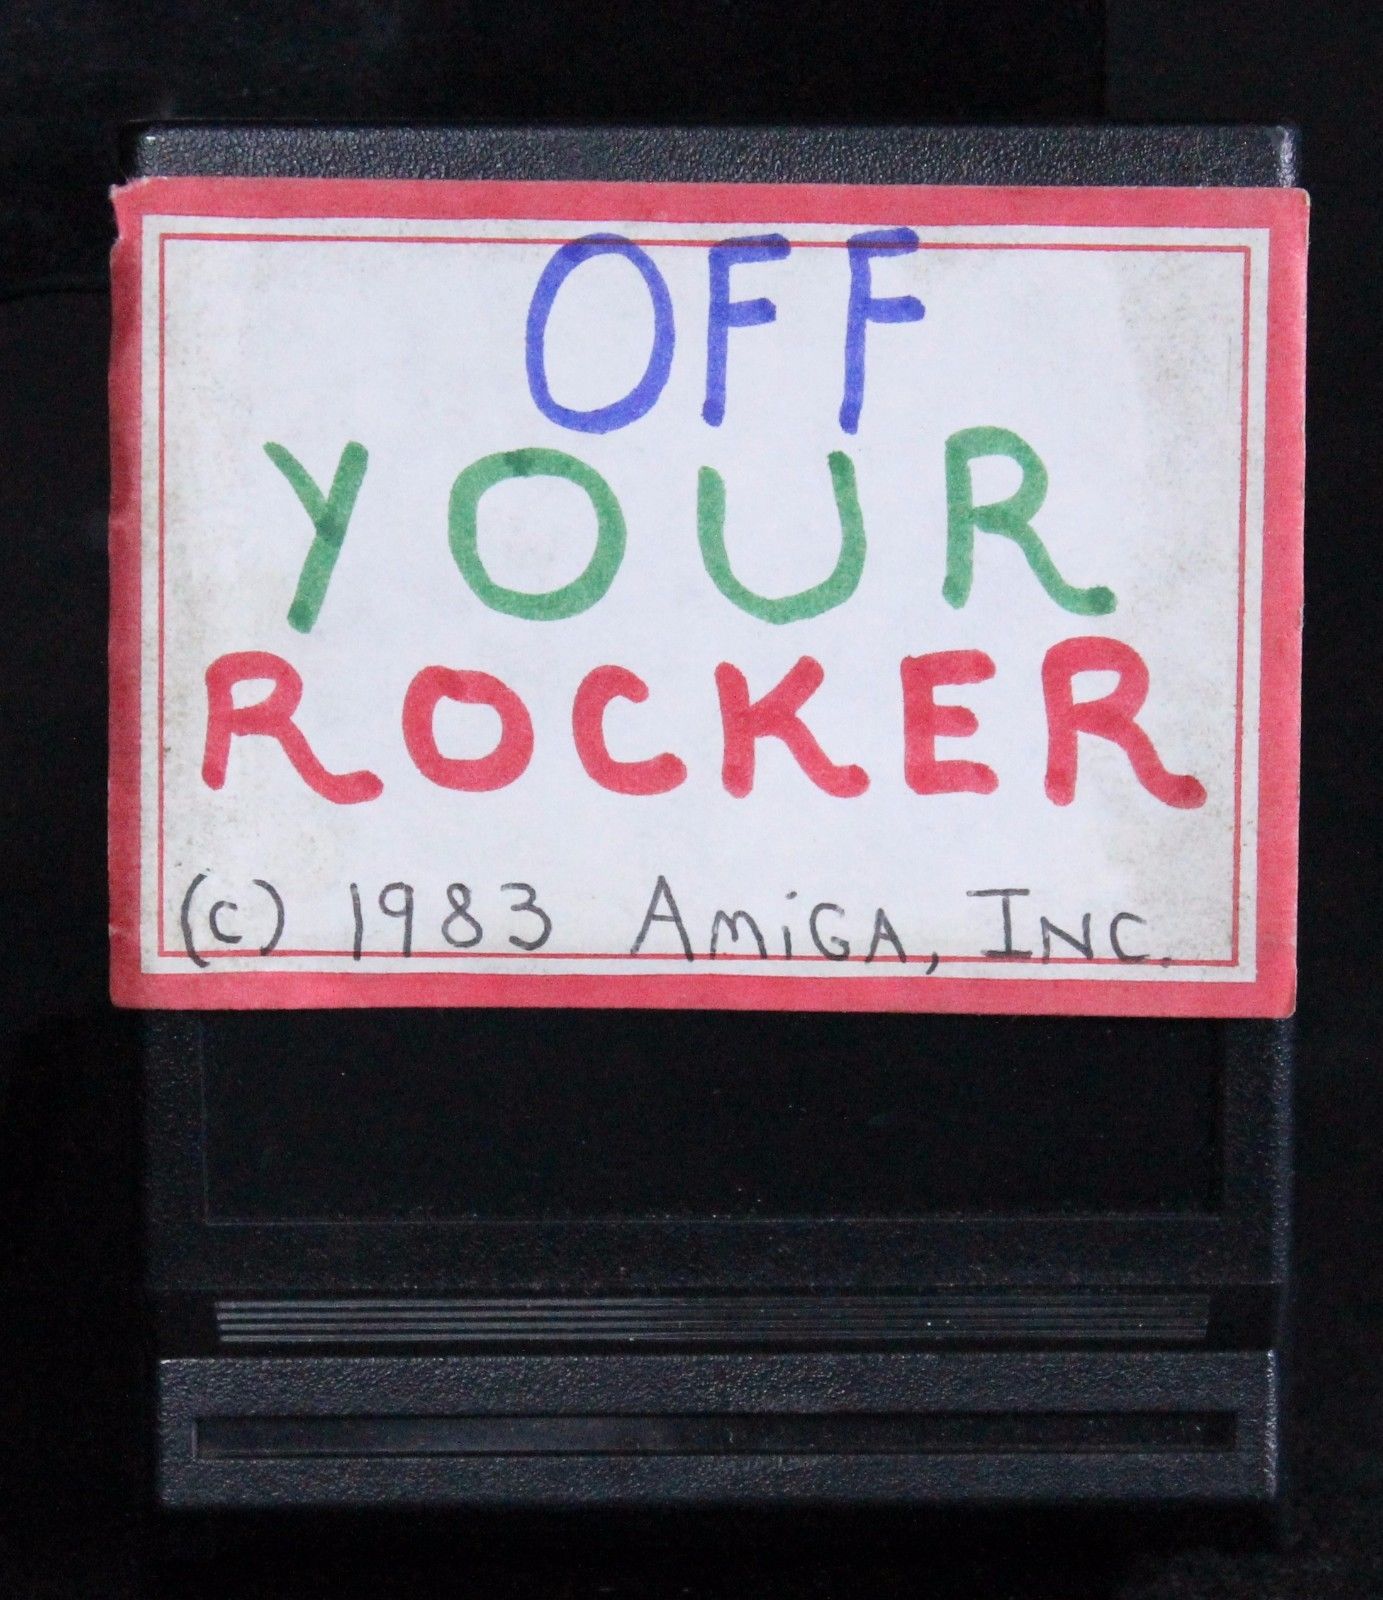 OFF
YOUR
ROCKER
(c) 1983 AMiGA, INC.